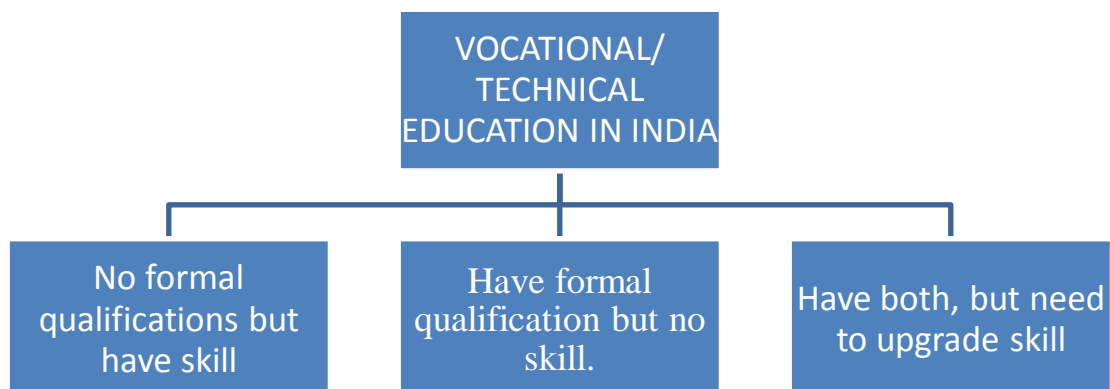 VOCATIONAL/
TECHNICAL
EDUCATION IN INDIA
No formal
qualifications but
have skill
Have formal
qualification but no
skill.
Have both, but need
to upgrade skill